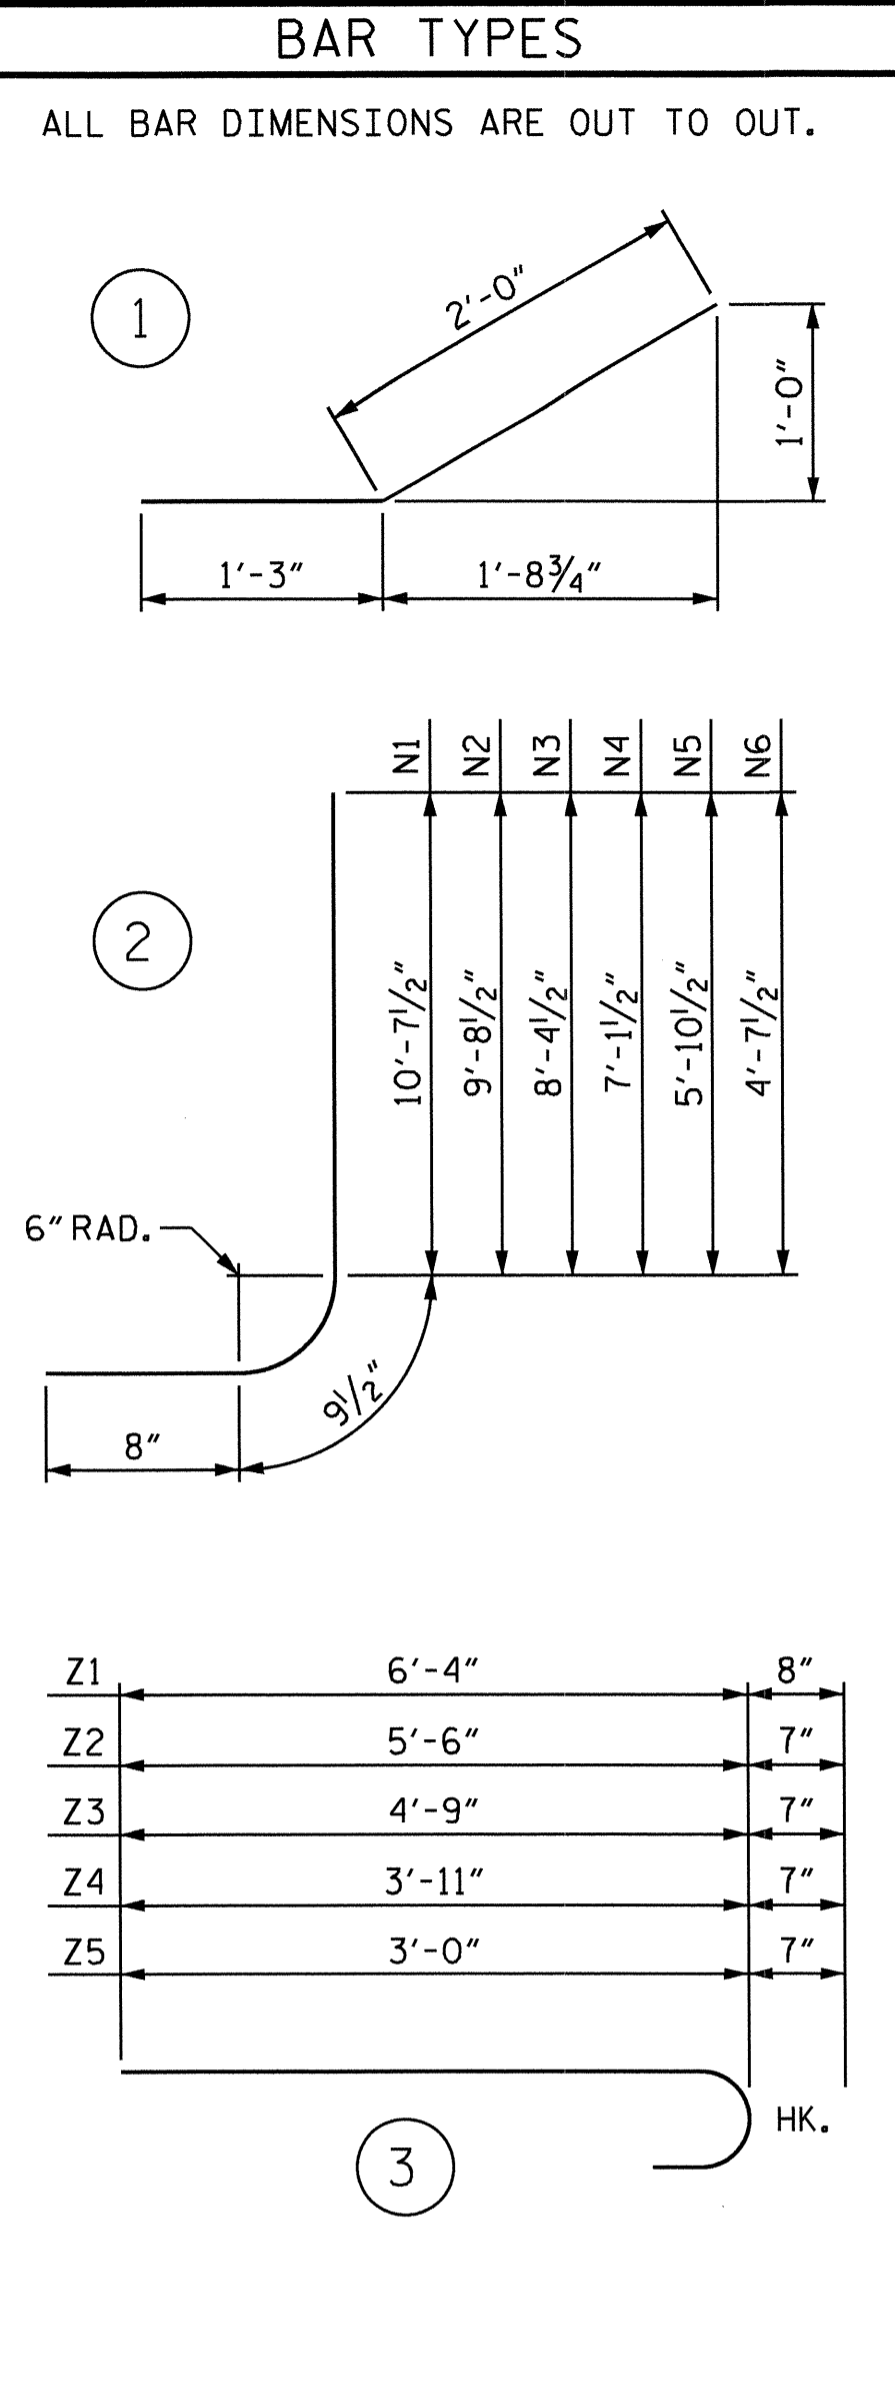 BAR TYPES
ALL BAR DIMENSIONS ARE OUT TO OUT.
1
2'-0"
1'-0"
1'-3"
1'-8¾"
N1
N2
N3
N4
N5
N6
2
10'-7½"
9'-8½"
8'-4½"
7'-1½"
5'-10½"
4'-7½"
6" RAD.
9½"
8"
Z1 6'-4" 8"
Z2 5'-6" 7"
Z3 4'-9" 7"
Z4 3'-11" 7"
Z5 3'-0" 7"
HK.
3